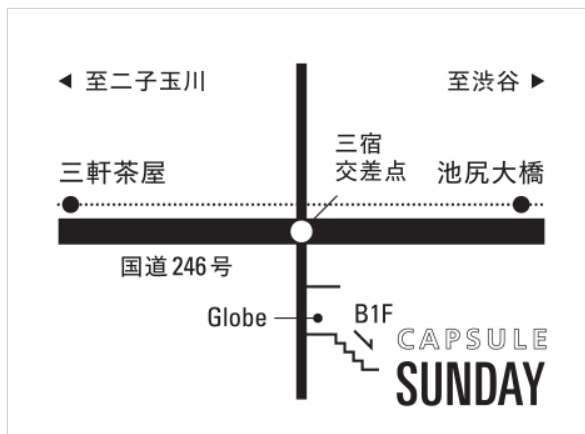 ◀ 至二子玉川
至渋谷 ▶
三宿
交差点
三軒茶屋
池尻大橋
国道246号
Globe
B1F
CAPSULE
SUNDAY